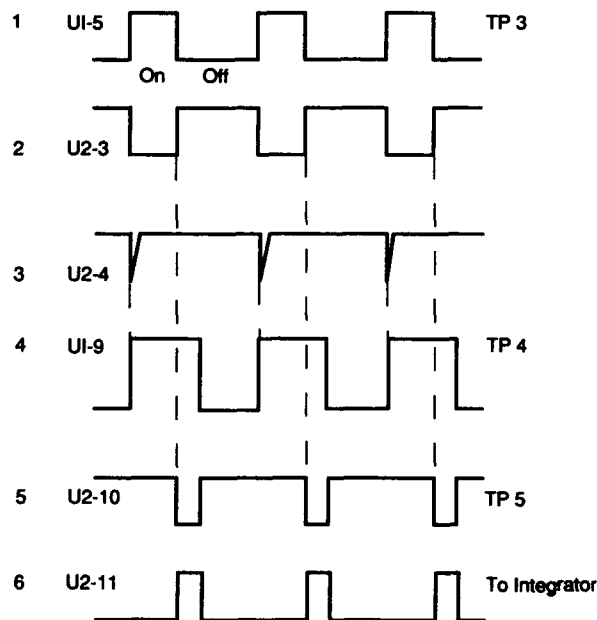 1 UI-5 TP 3
On Off
2 U2-3
3 U2-4
4 UI-9 TP 4
5 U2-10 TP 5
6 U2-11 To Integrator